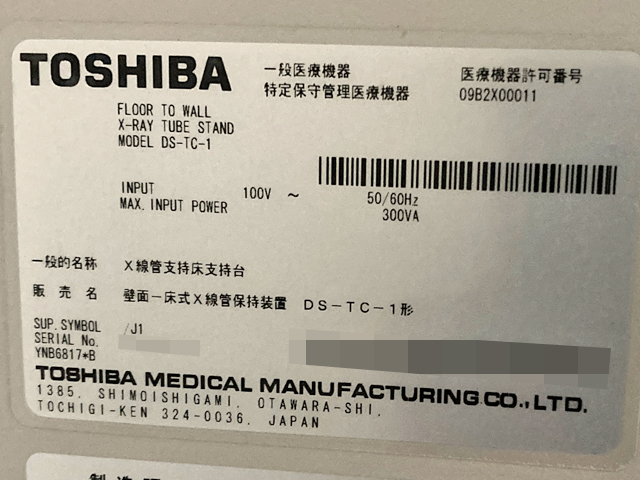 TOSHIBA
一般医療機器
特定保守管理医療機器
医療機器許可番号
09B2X00011
FLOOR TO WALL
X-RAY TUBE STAND
MODEL DS-TC-1
INPUT 100V ~ 50/60Hz
MAX. INPUT POWER 300VA
一般的名称 X線管支持床支持台
販売名 壁面-床式X線管保持装置 DS-TC-1形
SUP. SYMBOL /J1
SERIAL No.
YNB6817*B
TOSHIBA MEDICAL MANUFACTURING CO., LTD.
1385, SHIMOISHIGAMI, OTAWARA-SHI,
TOCHIGI-KEN 324-0036, JAPAN